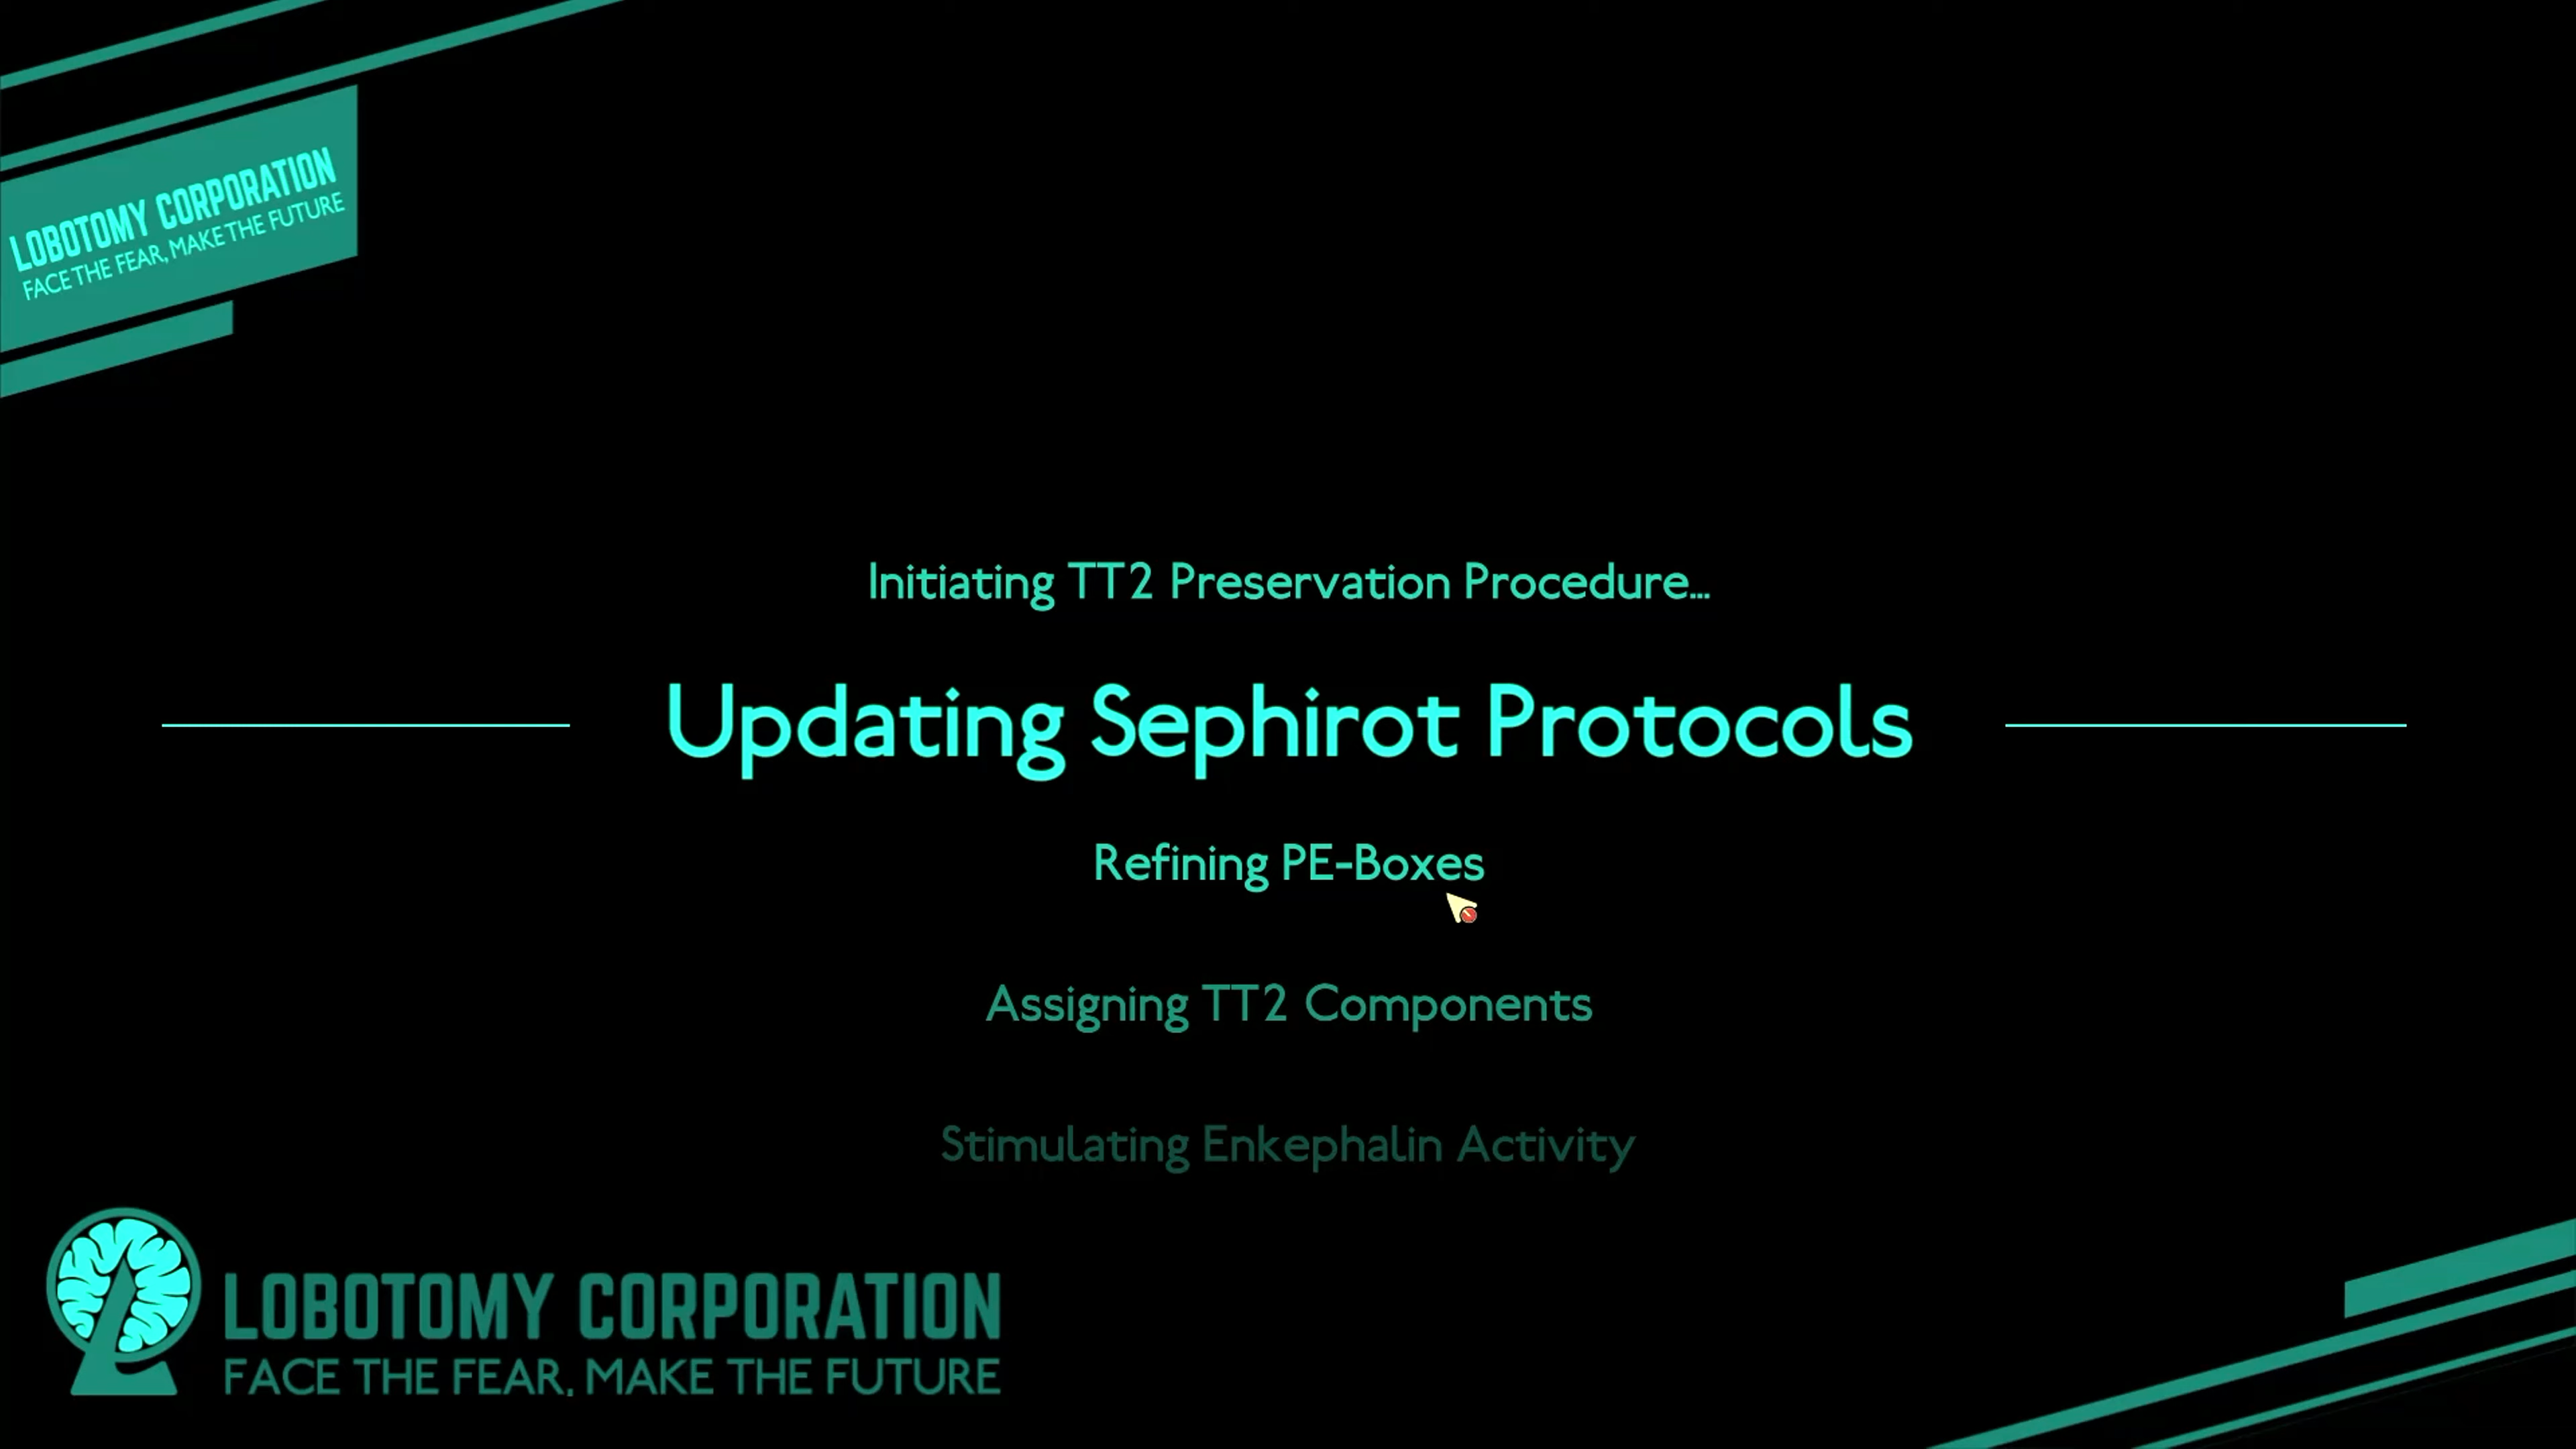 LOBOTOMY CORPORATION
FACE THE FEAR, MAKE THE FUTURE
Initiating TT2 Preservation Procedure...
Updating Sephirot Protocols
Refining PE-Boxes
Assigning TT2 Components
Stimulating Enkephalin Activity
LOBOTOMY CORPORATION
FACE THE FEAR, MAKE THE FUTURE